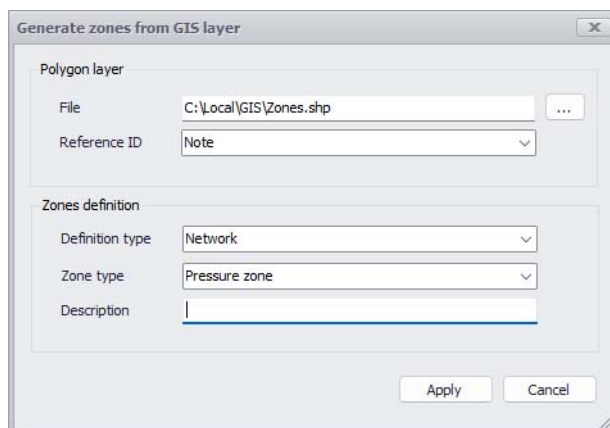 Generate zones from GIS layer
Polygon layer
File C:\Local\GIS\Zones.shp ...
Reference ID Note
Zones definition
Definition type Network
Zone type Pressure zone
Description
Apply Cancel